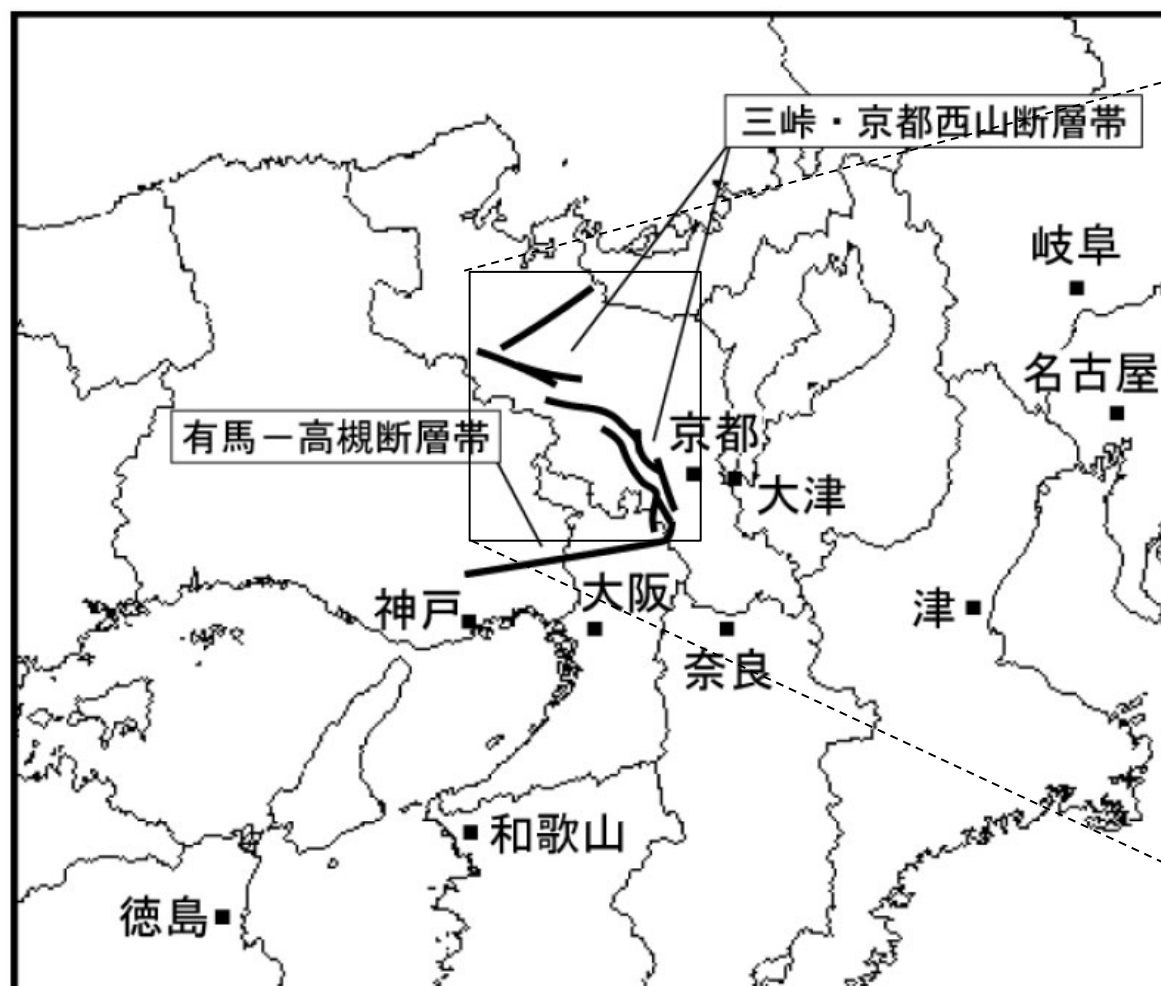 三峠・京都西山断層帯
岐阜
名古屋
京都
有馬－高槻断層帯
大津
神戸
大阪
津
奈良
和歌山
徳島